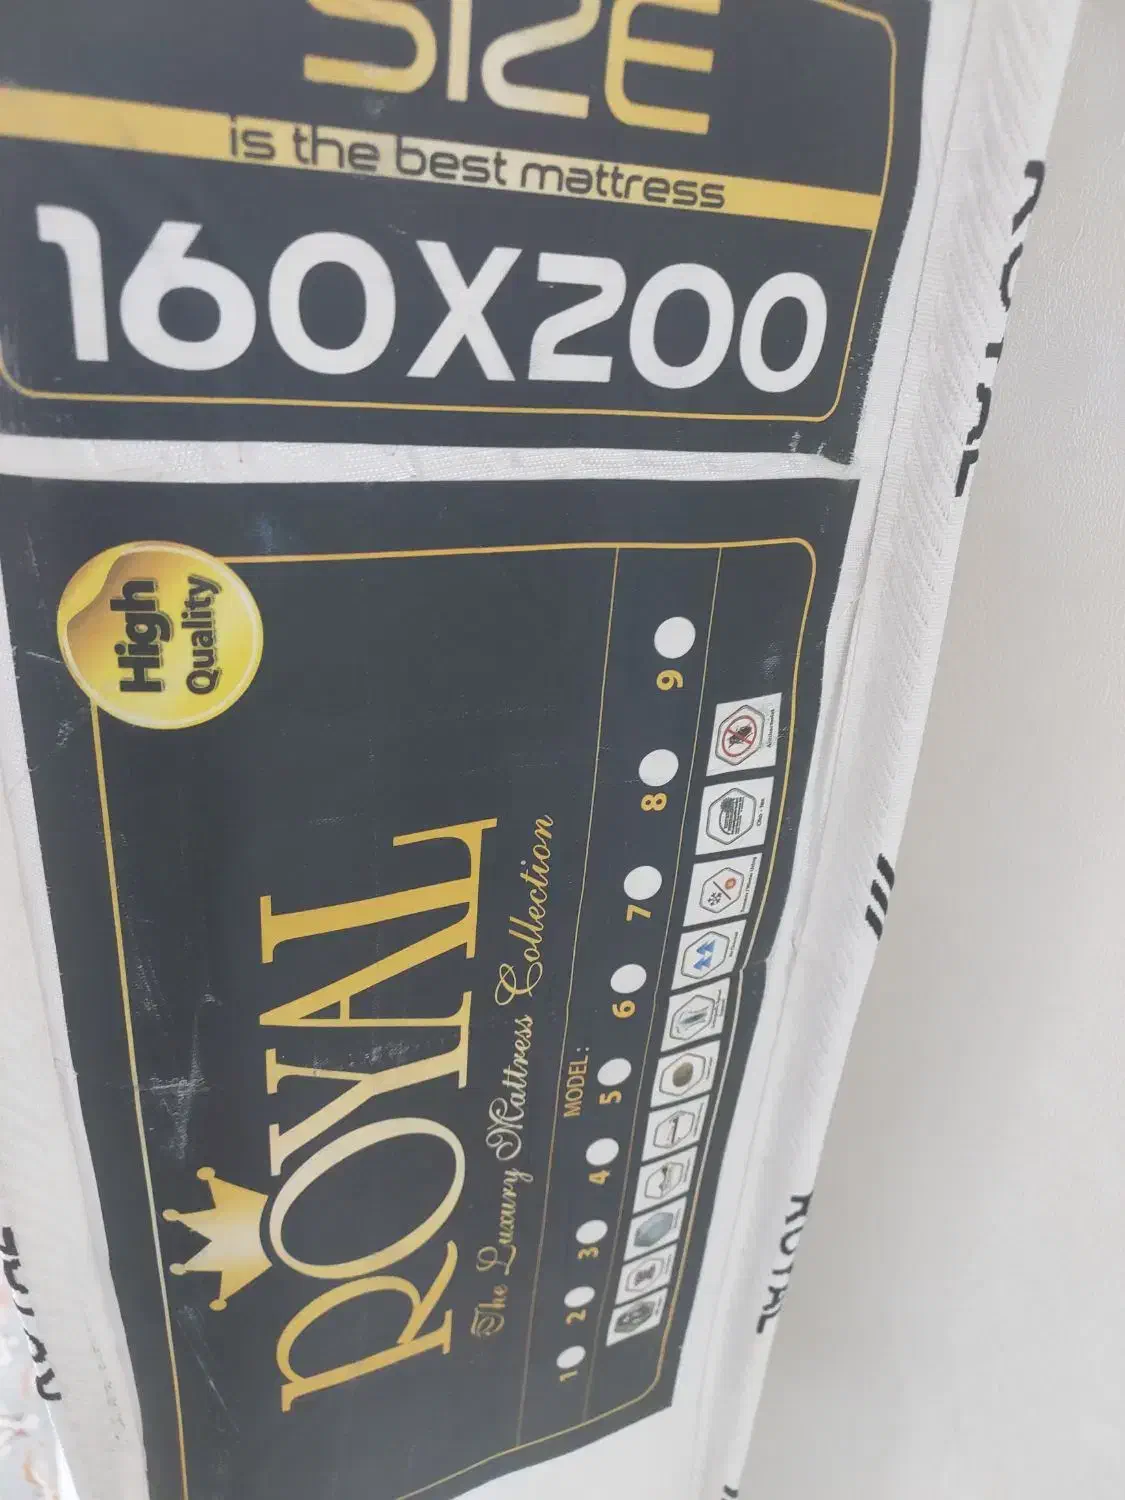 SIZE
is the best mattress
160X200
High
Quality
ROYAL
The Luxury Mattress Collection
MODEL:
1 2 3 4 5 6 7 8 9
ROYAL
ROYAL